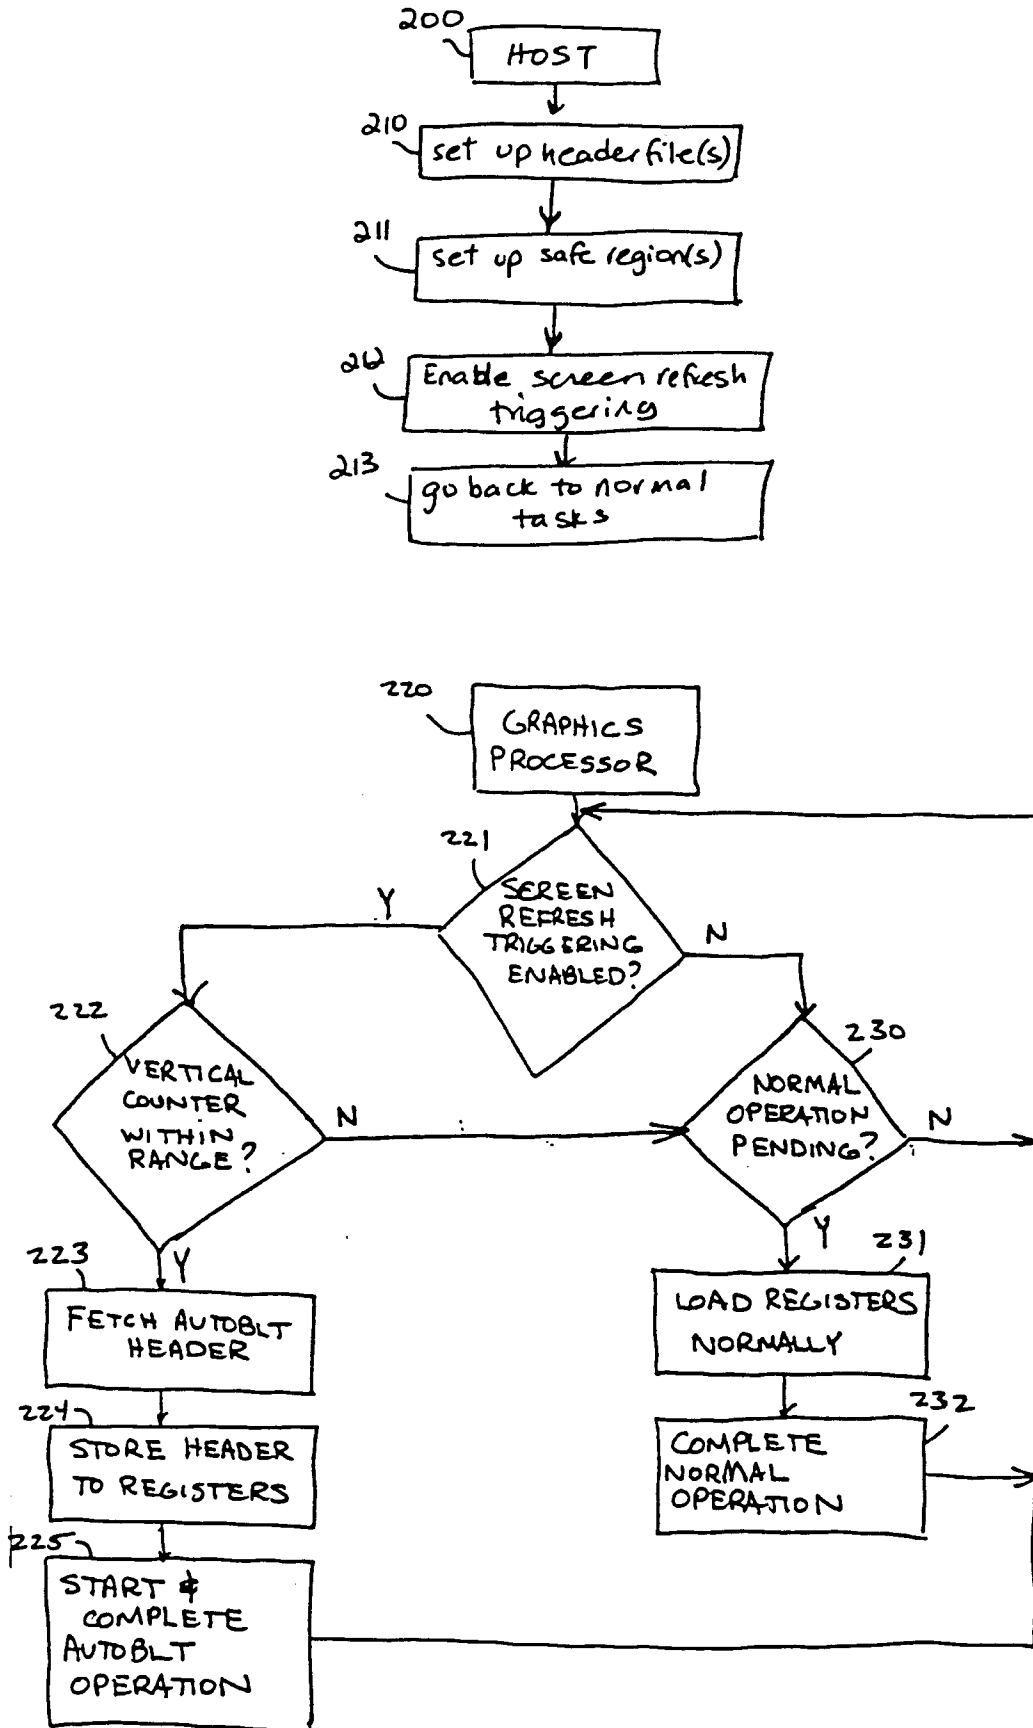 200
HOST
210
set up header file(s)
211
set up safe region(s)
212
Enable screen refresh
triggering
213
go back to normal
tasks
220
GRAPHICS
PROCESSOR
221
SCREEN
REFRESH
TRIGGERING
ENABLED?
Y
N
222
VERTICAL
COUNTER
WITHIN
RANGE?
N
230
NORMAL
OPERATION
PENDING?
N
Y
Y
223
FETCH AUTOBLT
HEADER
231
LOAD REGISTERS
NORMALLY
224
STORE HEADER
TO REGISTERS
232
COMPLETE
NORMAL
OPERATION
225
START &
COMPLETE
AUTOBLT
OPERATION